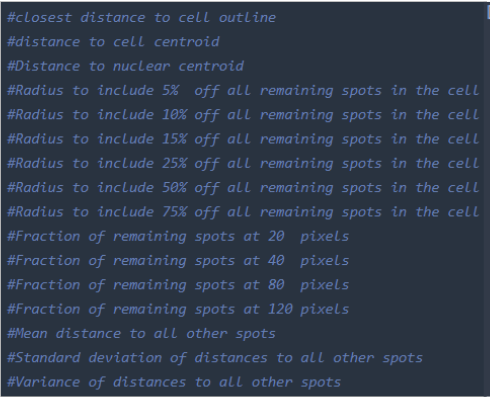 #closest distance to cell outline
#distance to cell centroid
#Distance to nuclear centroid
#Radius to include 5%  off all remaining spots in the cell
#Radius to include 10% off all remaining spots in the cell
#Radius to include 15% off all remaining spots in the cell
#Radius to include 25% off all remaining spots in the cell
#Radius to include 50% off all remaining spots in the cell
#Radius to include 75% off all remaining spots in the cell
#Fraction of remaining spots at 20  pixels
#Fraction of remaining spots at 40  pixels
#Fraction of remaining spots at 80  pixels
#Fraction of remaining spots at 120 pixels
#Mean distance to all other spots
#Standard deviation of distances to all other spots
#Variance of distances to all other spots